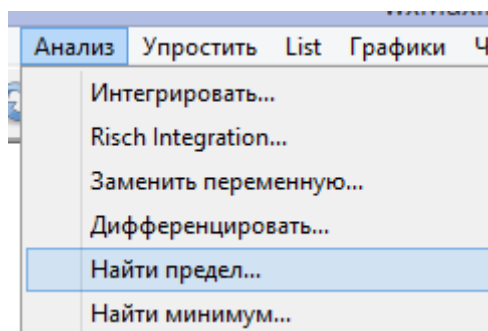 Анализ Упростить List Графики
Интегрировать...
Risch Integration...
Заменить переменную...
Дифференцировать...
Найти предел...
Найти минимум...